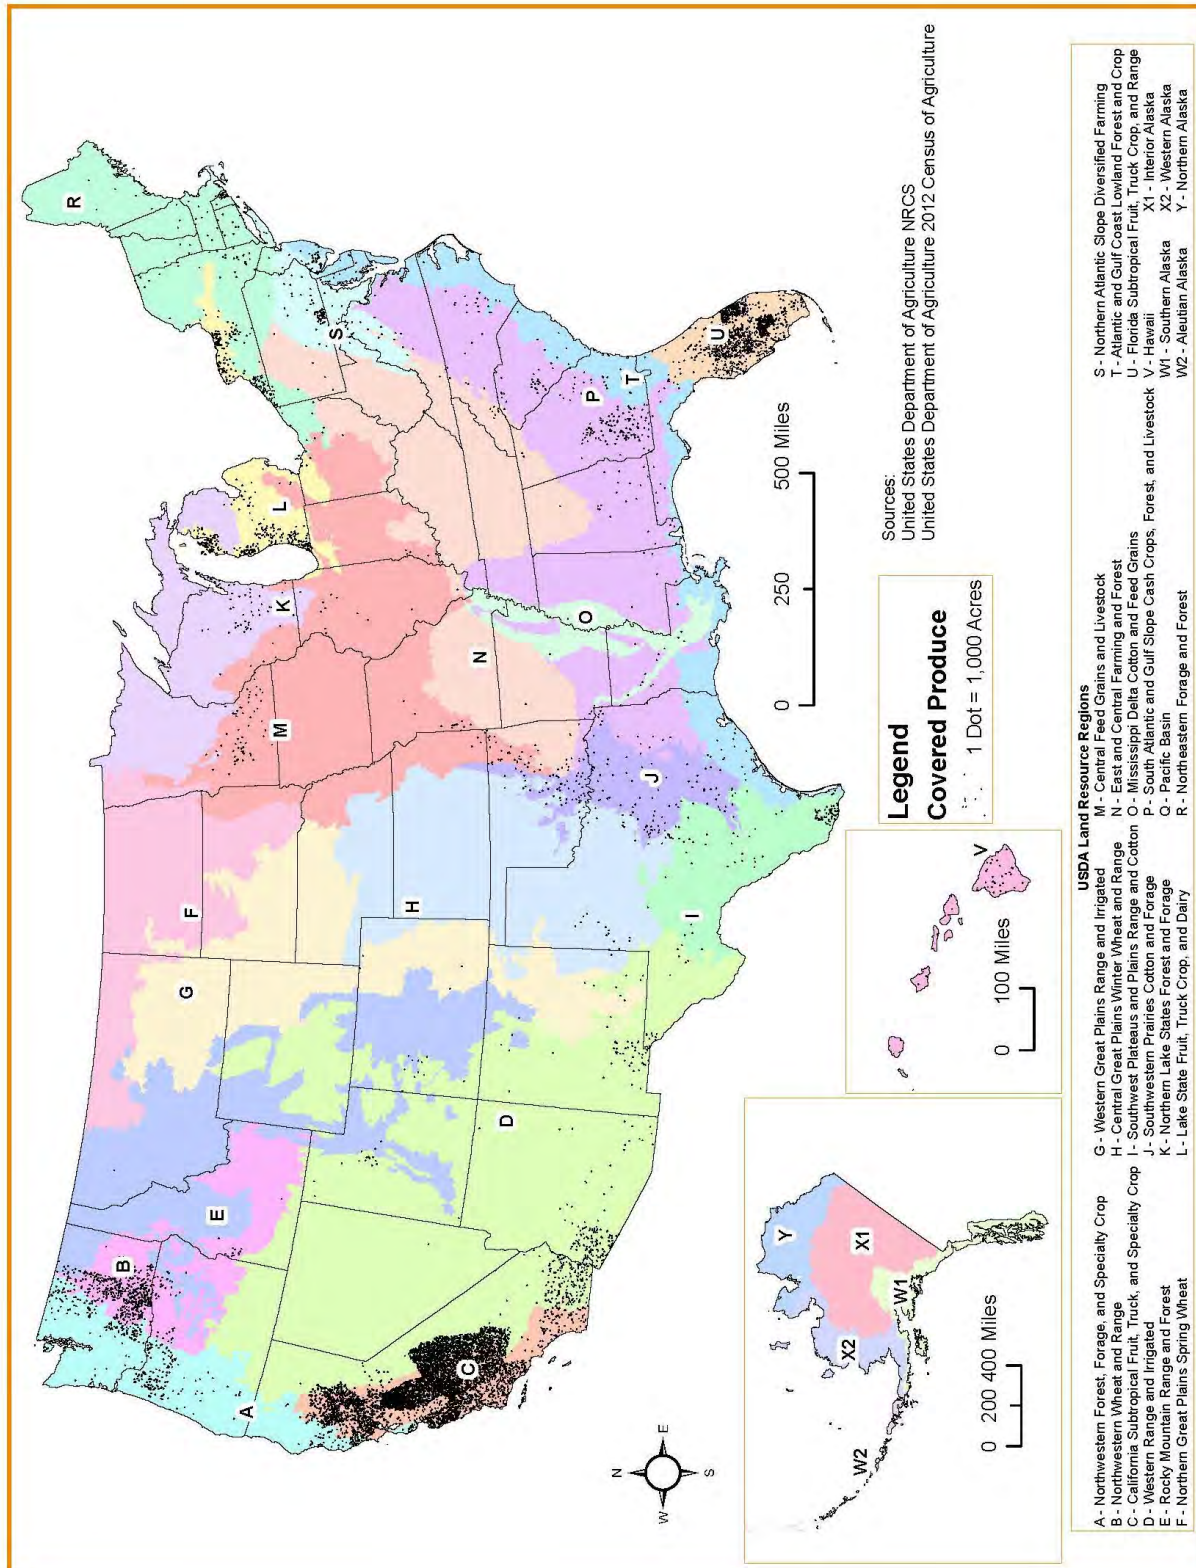 R
S
U
T
P
L
K
O
N
M
J
I
H
F
G
D
E
B
A
C
V
Y
X1
W1
X2
W2
N
E
S
W
0 250 500 Miles
0 100 Miles
0 200 400 Miles
Sources:
United States Department of Agriculture NRCS
United States Department of Agriculture 2012 Census of Agriculture
Legend
Covered Produce
1 Dot = 1,000 Acres
USDA Land Resource Regions
A - Northwestern Forest, Forage, and Specialty Crop
B - Northwestern Wheat and Range
C - California Subtropical Fruit, Truck, and Specialty Crop
D - Western Range and Irrigated
E - Rocky Mountain Range and Forest
F - Northern Great Plains Spring Wheat
G - Western Great Plains Range and Irrigated
H - Central Great Plains Winter Wheat and Range
I - Southwest Plateaus and Plains Range and Cotton
J - Southwestern Prairies Cotton and Forage
K - Northern Lake States Forest and Forage
L - Lake State Fruit, Truck Crop, and Dairy
M - Central Feed Grains and Livestock
N - East and Central Farming and Forest
O - Mississippi Delta Cotton and Feed Grains
P - South Atlantic and Gulf Slope Cash Crops, Forest, and Livestock
Q - Pacific Basin
R - Northeastern Forage and Forest
S - Northern Atlantic Slope Diversified Farming
T - Atlantic and Gulf Coast Lowland Forest and Crop
U - Florida Subtropical Fruit, Truck Crop, and Range
V - Hawaii
W1 - Southern Alaska
W2 - Aleutian Alaska
X1 - Interior Alaska
X2 - Western Alaska
Y - Northern Alaska